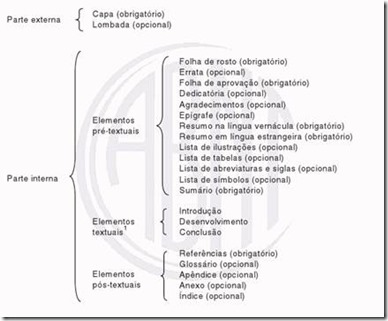 Parte externa
Capa (obrigatório)
Lombada (opcional)
Parte interna
Elementos
pré-textuais
Folha de rosto (obrigatório)
Errata (opcional)
Folha de aprovação (obrigatório)
Dedicatória (opcional)
Agradecimentos (opcional)
Epígrafe (opcional)
Resumo na língua vernácula (obrigatório)
Resumo em língua estrangeira (obrigatório)
Lista de ilustrações (opcional)
Lista de tabelas (opcional)
Lista de abreviaturas e siglas (opcional)
Lista de símbolos (opcional)
Sumário (obrigatório)
Elementos
textuais¹
Introdução
Desenvolvimento
Conclusão
Elementos
pós-textuais
Referências (obrigatório)
Glossário (opcional)
Apêndice (opcional)
Anexo (opcional)
Índice (opcional)
ABNT